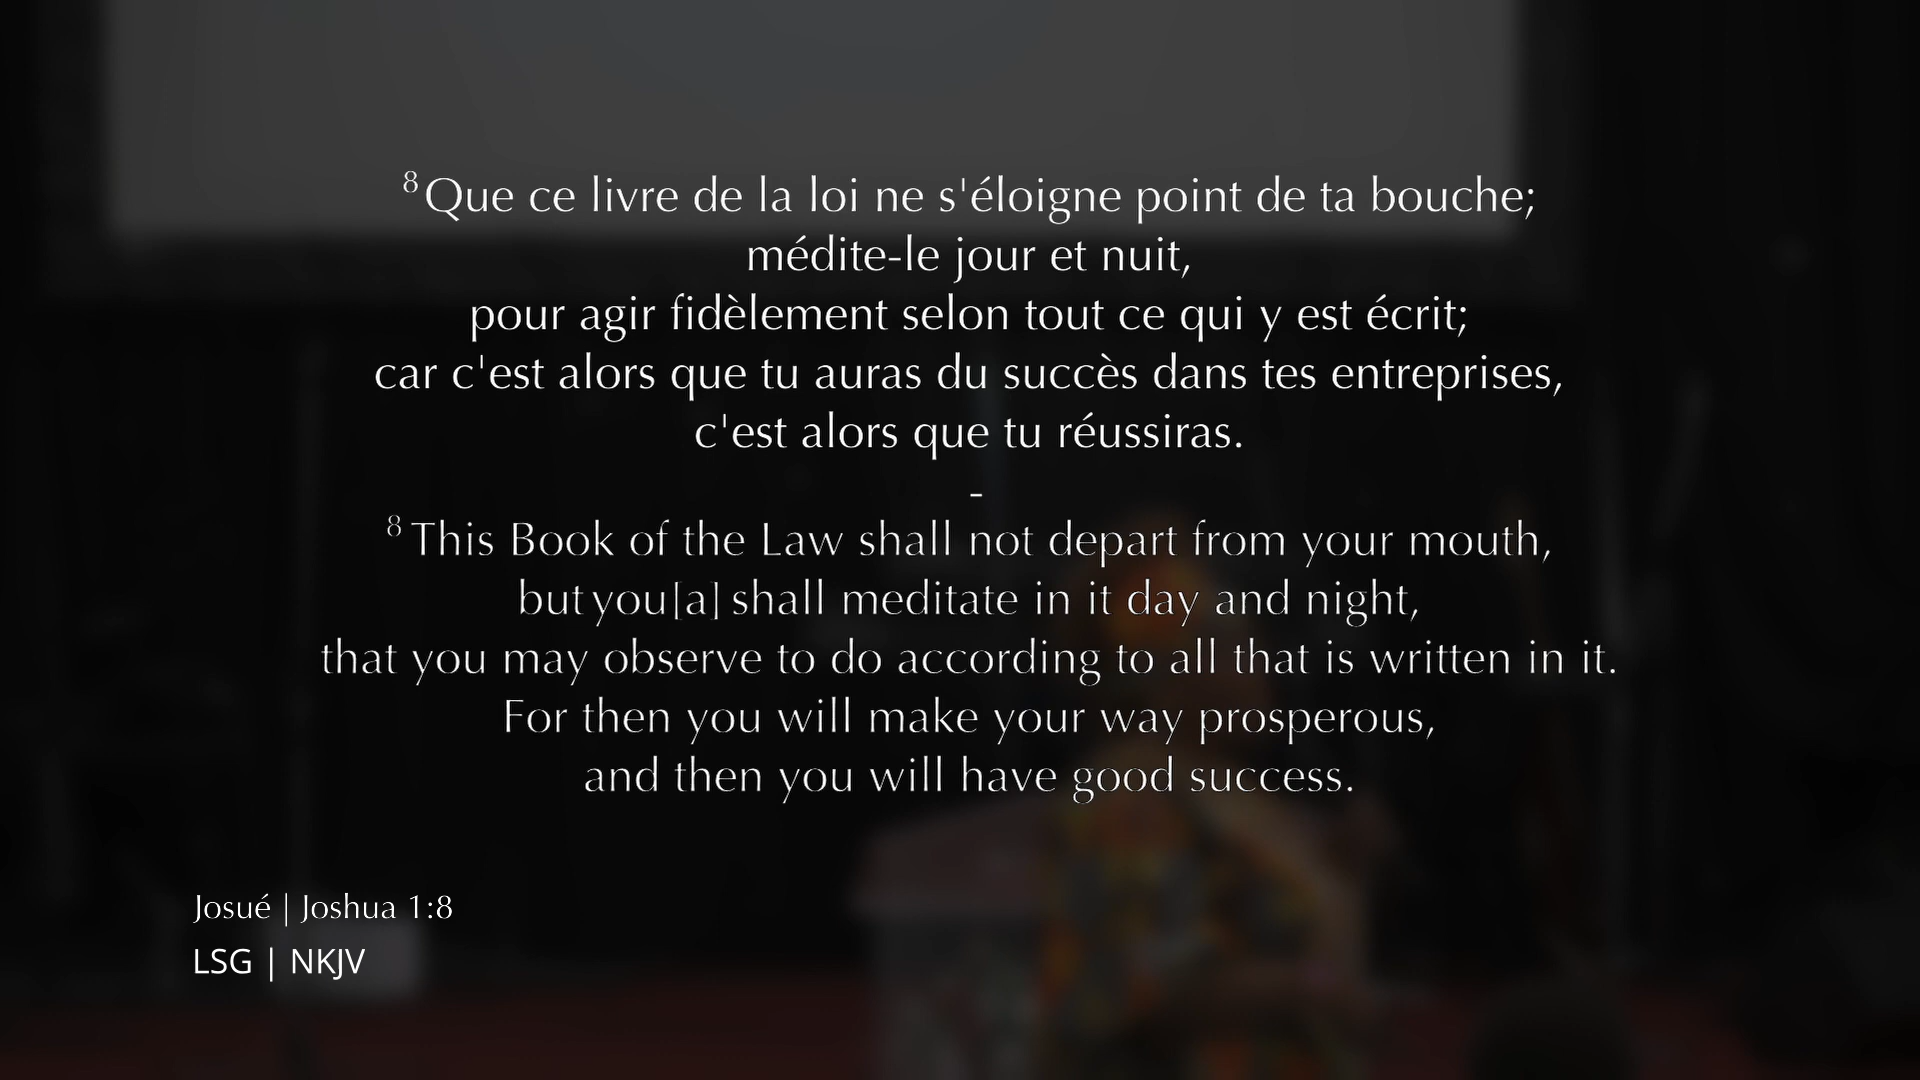 8 Que ce livre de la loi ne s'éloigne point de ta bouche;
médite-le jour et nuit,
pour agir fidèlement selon tout ce qui y est écrit;
car c'est alors que tu auras du succès dans tes entreprises,
c'est alors que tu réussiras.
-
8 This Book of the Law shall not depart from your mouth,
but you[a] shall meditate in it day and night,
that you may observe to do according to all that is written in it.
For then you will make your way prosperous,
and then you will have good success.
Josué | Joshua 1:8
LSG | NKJV